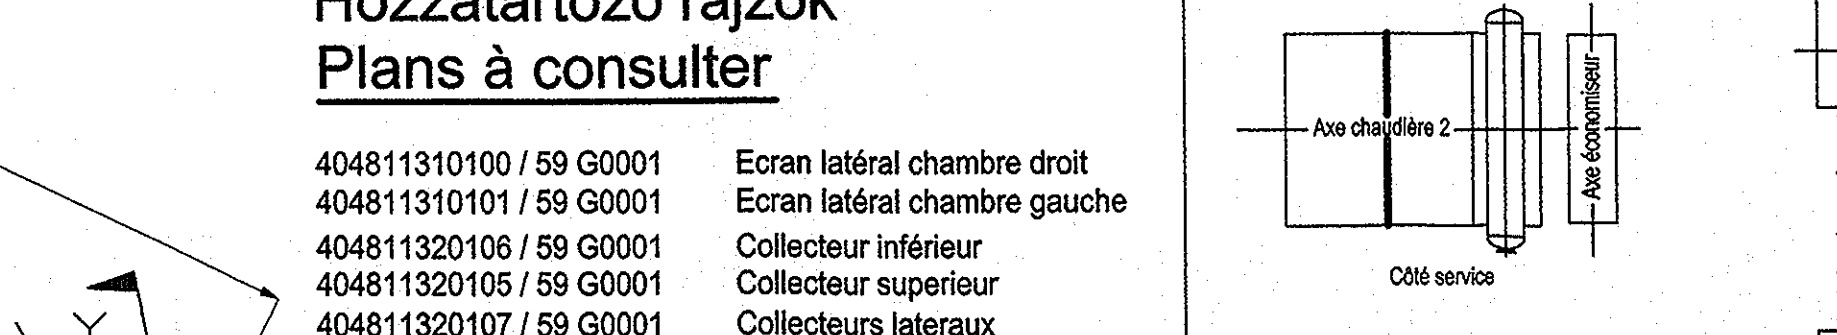 Hozzátartozó rajzok
Plans à consulter
404811310100 / 59 G0001 Ecran latéral chambre droit
404811310101 / 59 G0001 Ecran latéral chambre gauche
404811320106 / 59 G0001 Collecteur inférieur
404811320105 / 59 G0001 Collecteur superieur
404811320107 / 59 G0001 Collecteurs lateraux
Axe chaudière 2
Axe économiseur
Côté service
Y